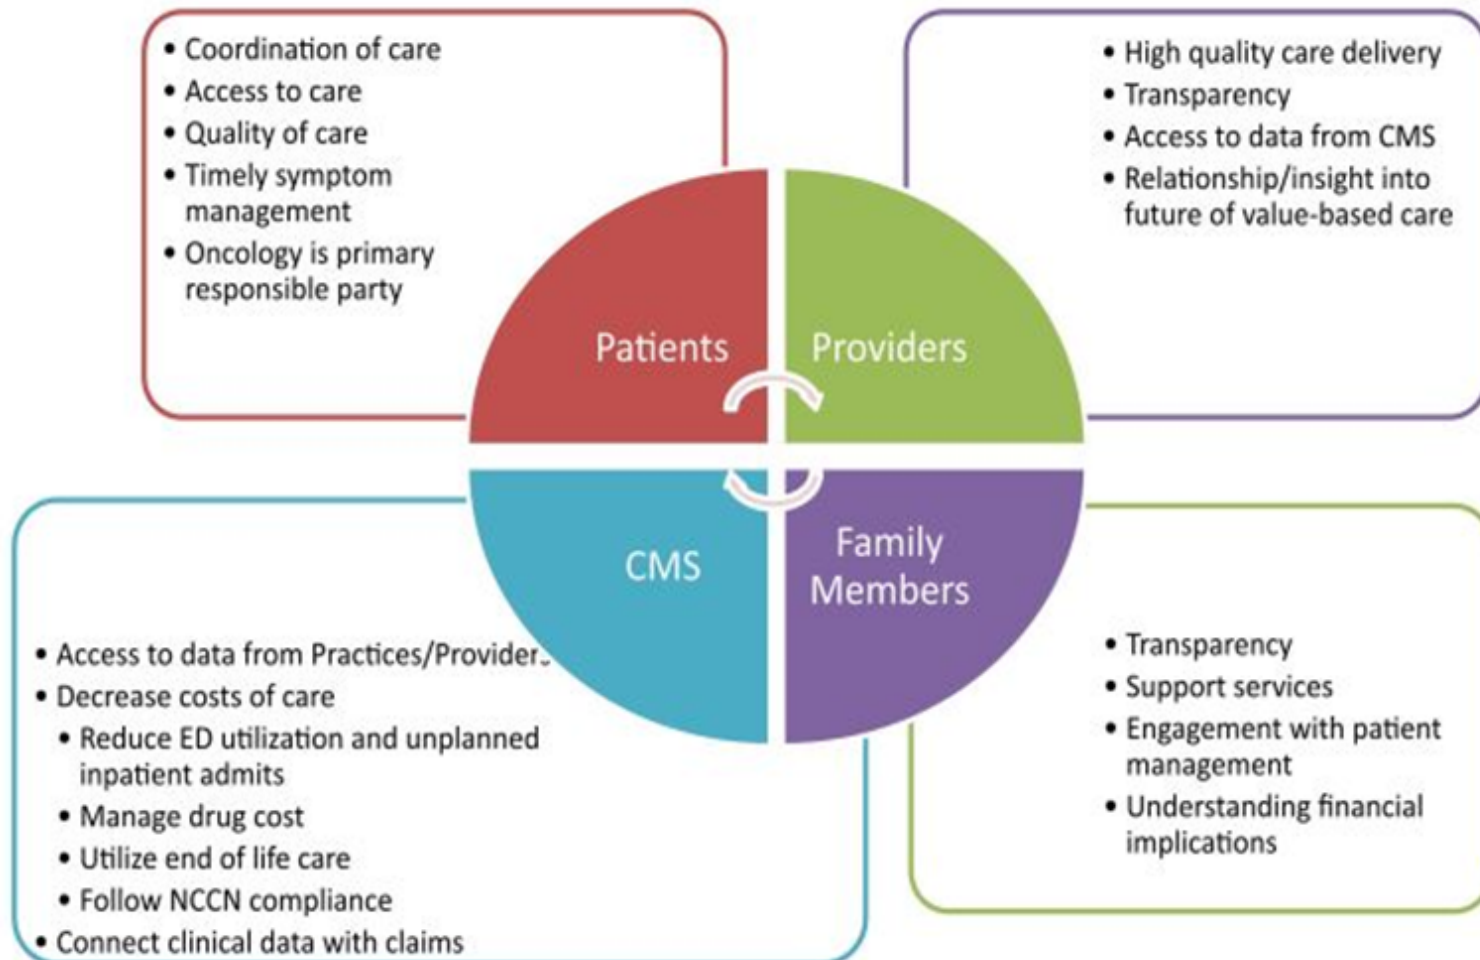 • Coordination of care
• Access to care
• Quality of care
• Timely symptom
management
• Oncology is primary
responsible party
• High quality care delivery
• Transparency
• Access to data from CMS
• Relationship/insight into
future of value-based care
Patients
Providers
CMS
Family
Members
• Access to data from Practices/Providers
• Decrease costs of care
• Reduce ED utilization and unplanned
inpatient admits
• Manage drug cost
• Utilize end of life care
• Follow NCCN compliance
• Connect clinical data with claims
• Transparency
• Support services
• Engagement with patient
management
• Understanding financial
implications